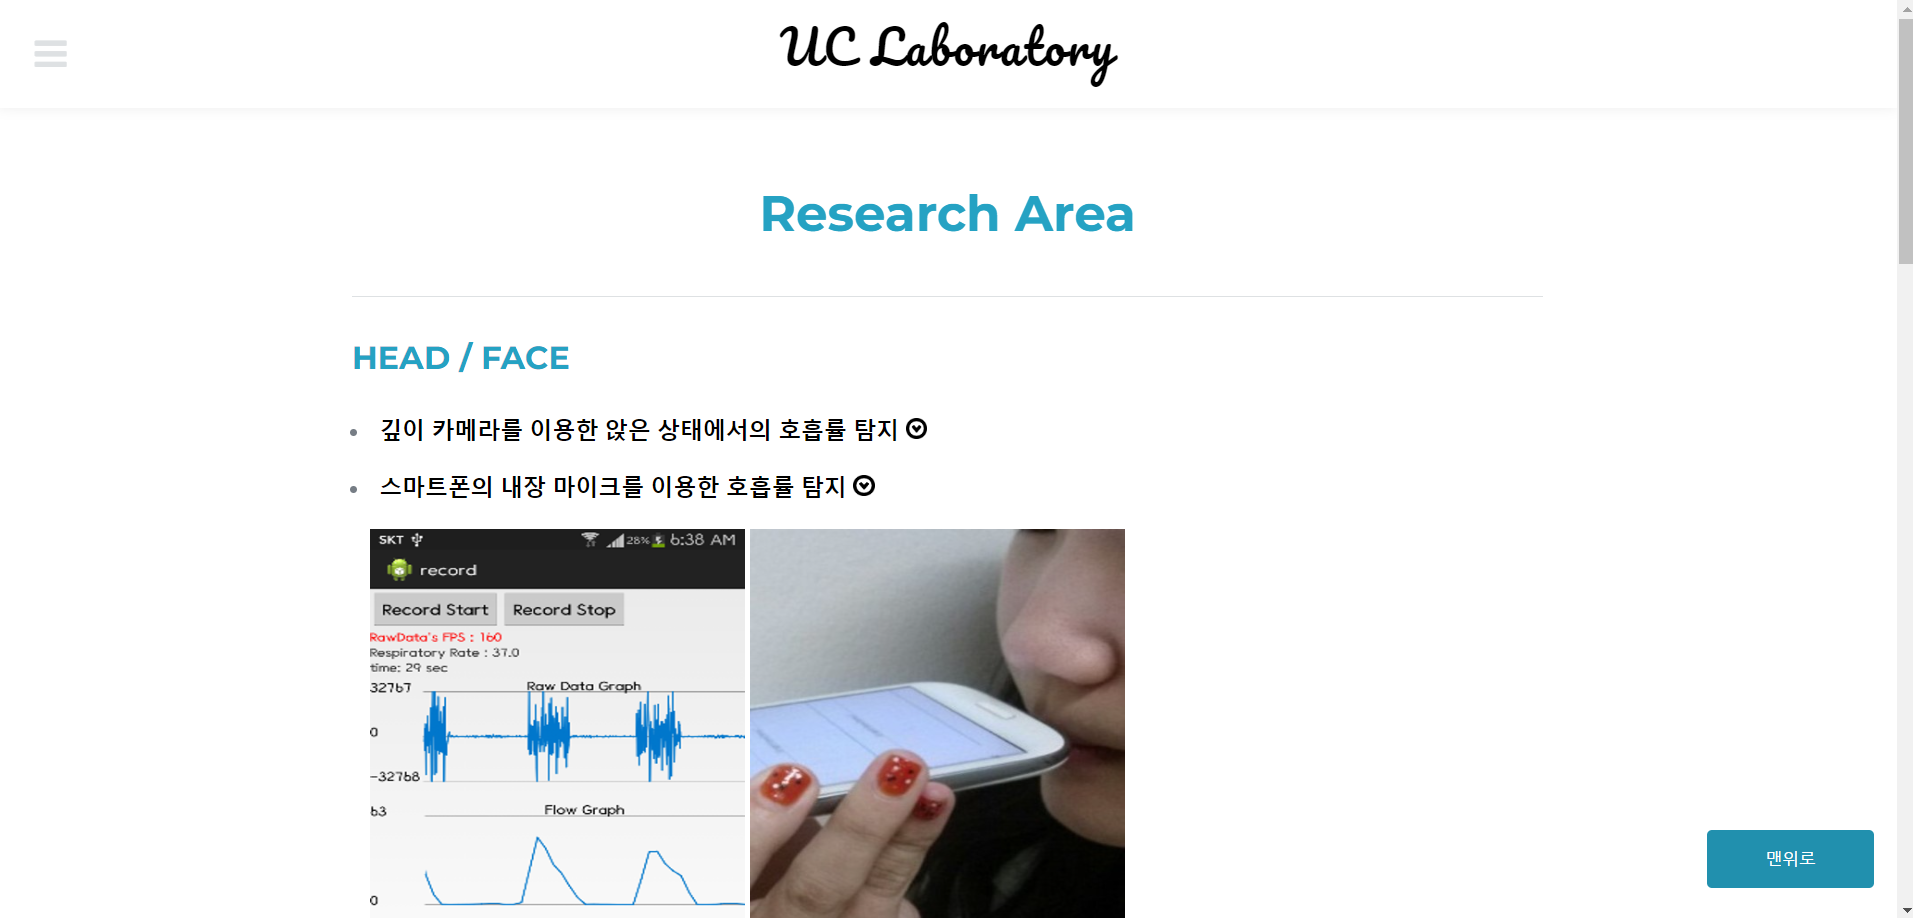 UC Laboratory
Research Area
HEAD / FACE
깊이 카메라를 이용한 앉은 상태에서의 호흡률 탐지
스마트폰의 내장 마이크를 이용한 호흡률 탐지
SKT 28% 6:38 AM
record
Record Start Record Stop
RawData's FPS : 160
Respiratory Rate : 37.0
time: 29 sec
Raw Data Graph
32767
0
-32768
Flow Graph
63
0
맨위로